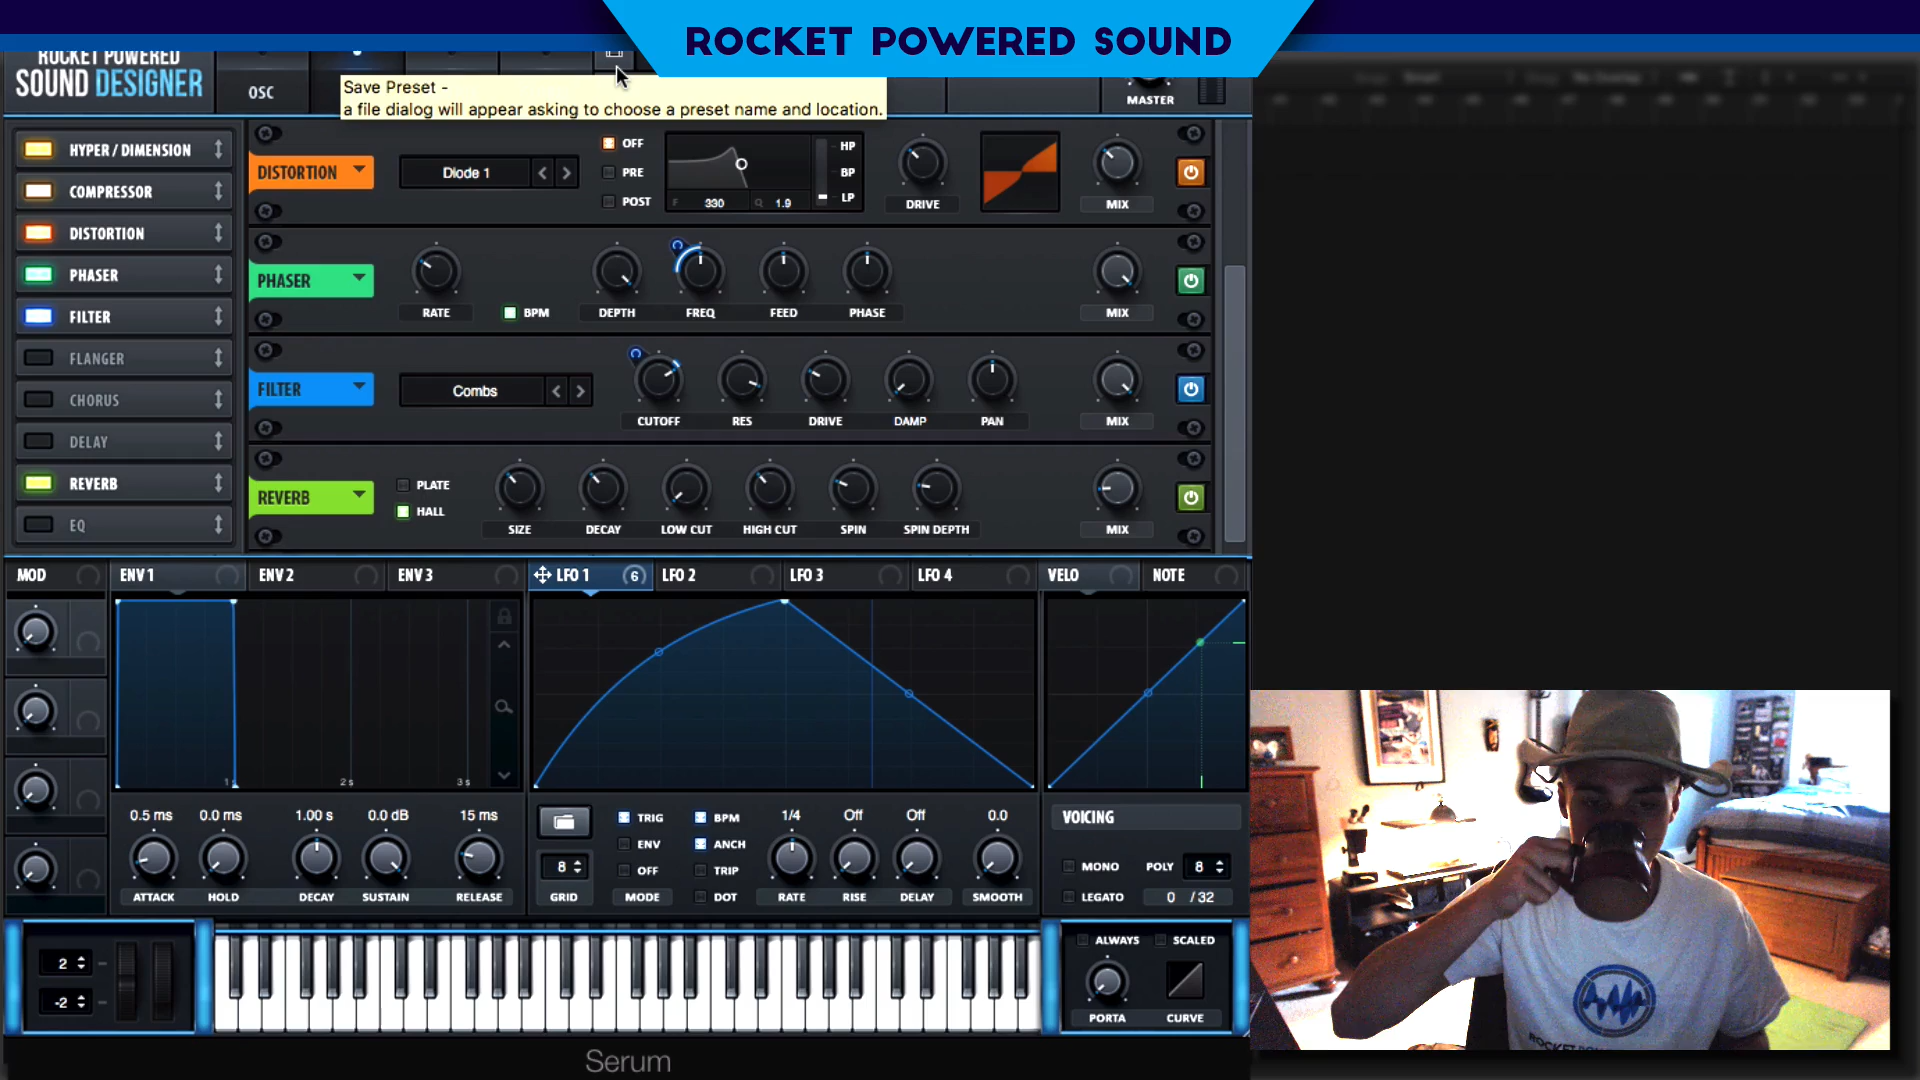 ROCKET POWERED SOUND
ROCKET POWERED
SOUND DESIGNER
OSC
Save Preset -
a file dialog will appear asking to choose a preset name and location.
MASTER
HYPER / DIMENSION
COMPRESSOR
DISTORTION
PHASER
FILTER
FLANGER
CHORUS
DELAY
REVERB
EQ
DISTORTION
Diode 1
OFF
PRE
POST
F 330 Q 1.9
HP
BP
LP
DRIVE
MIX
PHASER
RATE
BPM
DEPTH
FREQ
FEED
PHASE
MIX
FILTER
Combs
CUTOFF
RES
DRIVE
DAMP
PAN
MIX
REVERB
PLATE
HALL
SIZE
DECAY
LOW CUT
HIGH CUT
SPIN
SPIN DEPTH
MIX
MOD
ENV 1
ENV 2
ENV 3
LFO 1
6
LFO 2
LFO 3
LFO 4
VELO
NOTE
1s
2s
3s
0.5 ms
0.0 ms
1.00 s
0.0 dB
15 ms
ATTACK
HOLD
DECAY
SUSTAIN
RELEASE
8
GRID
TRIG
ENV
OFF
MODE
BPM
ANCH
TRIP
DOT
1/4
Off
Off
0.0
RATE
RISE
DELAY
SMOOTH
VOICING
MONO
POLY 8
LEGATO
0 / 32
2
-2
ALWAYS
SCALED
PORTA
CURVE
Serum